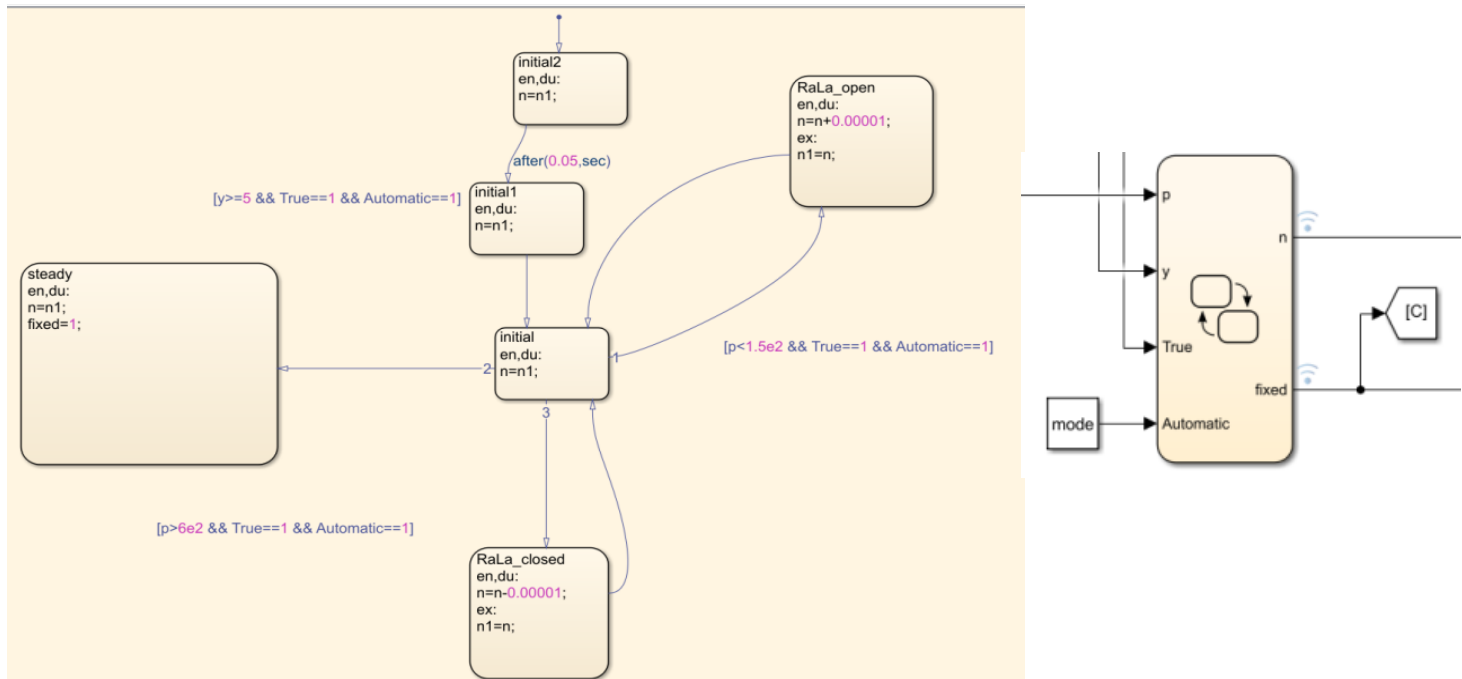 initial2
en,du:
n=n1;
after(0.05,sec)
[y>=5 && True==1 && Automatic==1]
initial1
en,du:
n=n1;
RaLa_open
en,du:
n=n+0.00001;
ex:
n1=n;
steady
en,du:
n=n1;
fixed=1;
initial
en,du:
n=n1;
1
2
3
[p<1.5e2 && True==1 && Automatic==1]
[p>6e2 && True==1 && Automatic==1]
RaLa_closed
en,du:
n=n-0.00001;
ex:
n1=n;
p
n
y
[C]
True
fixed
mode
Automatic